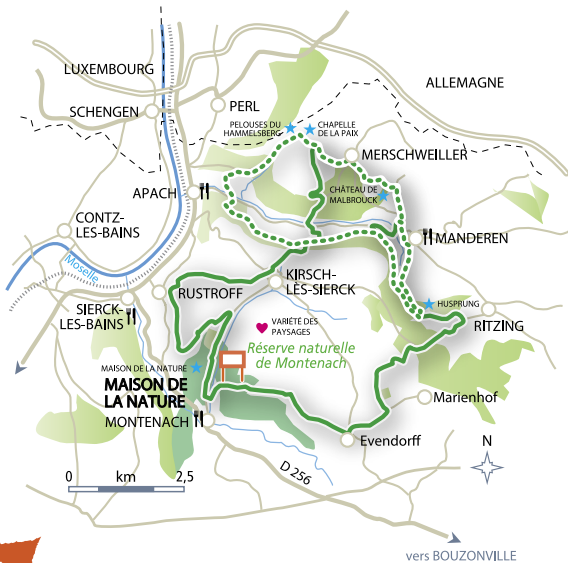 LUXEMBOURG
ALLEMAGNE
SCHENGEN
PERL
PELOUSES DU
HAMMELSBERG
CHAPELLE
DE LA PAIX
MERSCHWEILLER
APACH
CHÂTEAU DE
MALBROUCK
CONTZ-
LES-BAINS
MANDEREN
Moselle
KIRSCH-
LÈS-SIERCK
RUSTROFF
HUSPRUNG
SIERCK-
LES-BAINS
RITZING
VARIÉTÉ DES
PAYSAGES
Réserve naturelle
de Montenach
MAISON DE LA NATURE
MAISON DE
LA NATURE
Marienhof
MONTENACH
Evendorff
N
D 256
0 km 2,5
vers BOUZONVILLE